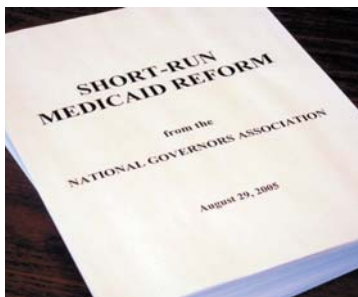 SHORT-RUN
MEDICAID REFORM
from the
NATIONAL GOVERNORS ASSOCIATION
August 29, 2005